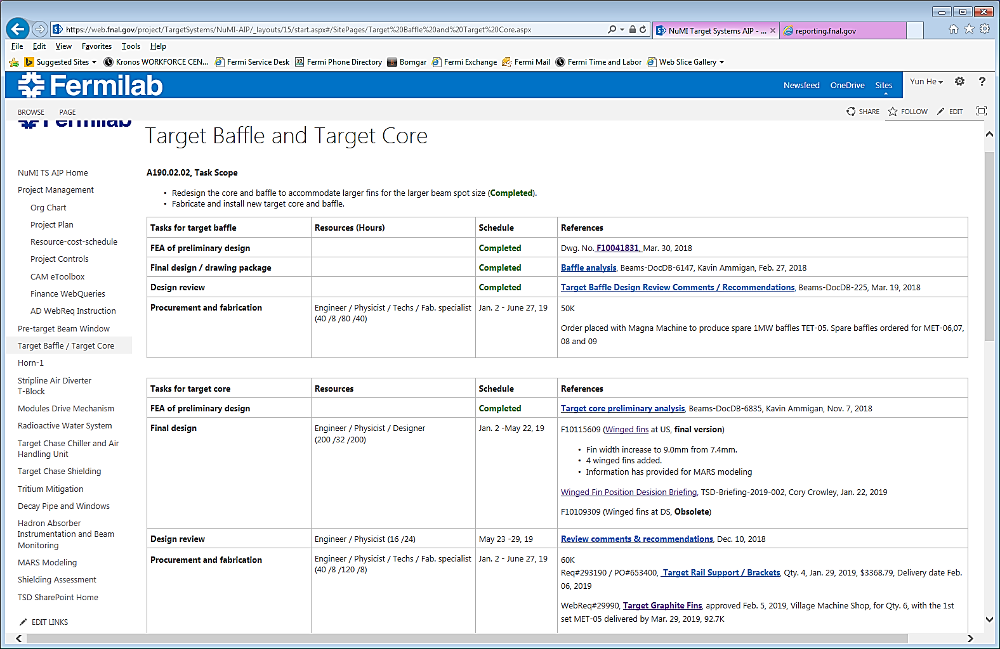 https://web.fnal.gov/project/TargetSystems/NuMI-AIP/_layouts/15/start.aspx#/SitePages/Target%20Baffle%20and%20Target%20Core.aspx
NuMI Target Systems AIP - ...
reporting.fnal.gov
File Edit View Favorites Tools Help
Suggested Sites Kronos WORKFORCE CEN... Fermi Service Desk Fermi Phone Directory Bomgar Fermi Exchange Fermi Mail Fermi Time and Labor Web Slice Gallery
Fermilab
Newsfeed OneDrive Sites
Yun He ?
BROWSE PAGE
SHARE FOLLOW EDIT
Fermilab
Target Baffle and Target Core
NuMI TS AIP Home
Project Management
Org Chart
Project Plan
Resource-cost-schedule
Project Controls
CAM eToolbox
Finance WebQueries
AD WebReq Instruction
Pre-target Beam Window
Target Baffle / Target Core
Horn-1
Stripline Air Diverter
T-Block
Modules Drive Mechanism
Radioactive Water System
Target Chase Chiller and Air
Handling Unit
Target Chase Shielding
Tritium Mitigation
Decay Pipe and Windows
Hadron Absorber
Instrumentation and Beam
Monitoring
MARS Modeling
Shielding Assessment
TSD SharePoint Home
EDIT LINKS
A190.02.02, Task Scope
• Redesign the core and baffle to accommodate larger fins for the larger beam spot size (Completed).
• Fabricate and install new target core and baffle.
Tasks for target baffle Resources (Hours) Schedule References
FEA of preliminary design Completed Dwg. No. F10041831, Mar. 30, 2018
Final design / drawing package Completed Baffle analysis, Beams-DocDB-6147, Kavin Ammigan, Feb. 27, 2018
Design review Completed Target Baffle Design Review Comments / Recommendations, Beams-DocDB-225, Mar. 19, 2018
Procurement and fabrication Engineer / Physicist / Techs / Fab. specialist Jan. 2 - June 27, 19 50K
(40 /8 /80 /40)
Order placed with Magna Machine to produce spare 1MW baffles TET-05. Spare baffles ordered for MET-06,07,
08 and 09
Tasks for target core Resources Schedule References
FEA of preliminary design Completed Target core preliminary analysis, Beams-DocDB-6835, Kavin Ammigan, Nov. 7, 2018
Final design Engineer / Physicist / Designer Jan. 2 -May 22, 19 F10115609 (Winged fins at US, final version)
(200 /32 /200)
• Fin width increase to 9.0mm from 7.4mm.
• 4 winged fins added.
• Information has provided for MARS modeling
Winged Fin Position Desision Briefing, TSD-Briefing-2019-002, Cory Crowley, Jan. 22, 2019
F10109309 (Winged fins at DS, Obsolete)
Design review Engineer / Physicist (16 /24) May 23 -29, 19 Review comments & recommendations, Dec. 10, 2018
Procurement and fabrication Engineer / Physicist / Techs / Fab. specialist Jan. 2 - June 27, 19 60K
(40 /8 /120 /8)
Req#293190 / PO#653400, Target Rail Support / Brackets, Qty. 4, Jan. 29, 2019, $3368.79, Delivery date Feb.
06, 2019
WebReq#29990, Target Graphite Fins, approved Feb. 5, 2019, Village Machine Shop, for Qty. 6, with the 1st
set MET-05 delivered by Mar. 29, 2019, 92.7K